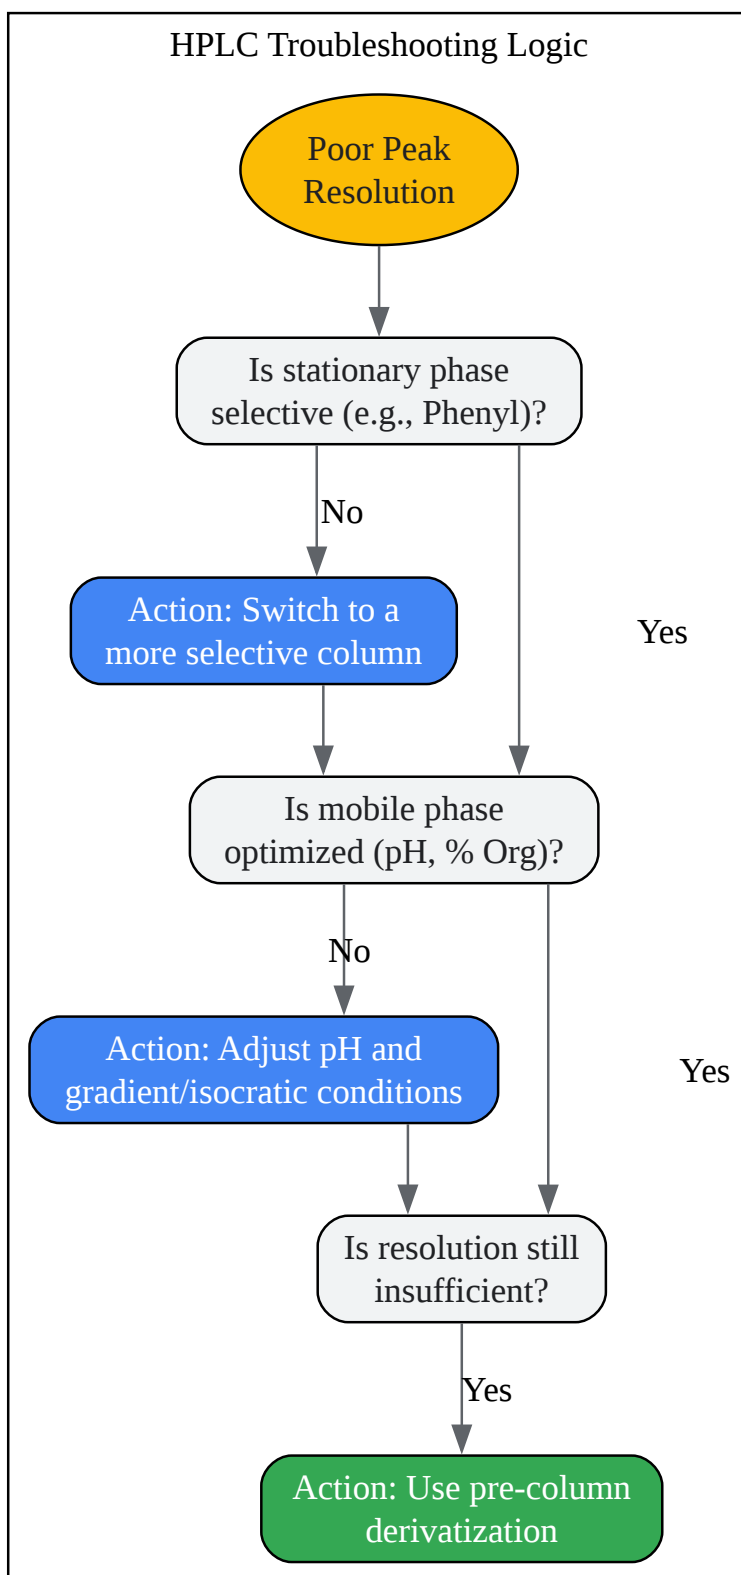 HPLC Troubleshooting Logic
Poor Peak
Resolution
Is stationary phase
selective (e.g., Phenyl)?
No
Action: Switch to a
more selective column
Yes
Is mobile phase
optimized (pH, % Org)?
No
Action: Adjust pH and
gradient/isocratic conditions
Yes
Is resolution still
insufficient?
Yes
Action: Use pre-column
derivatization